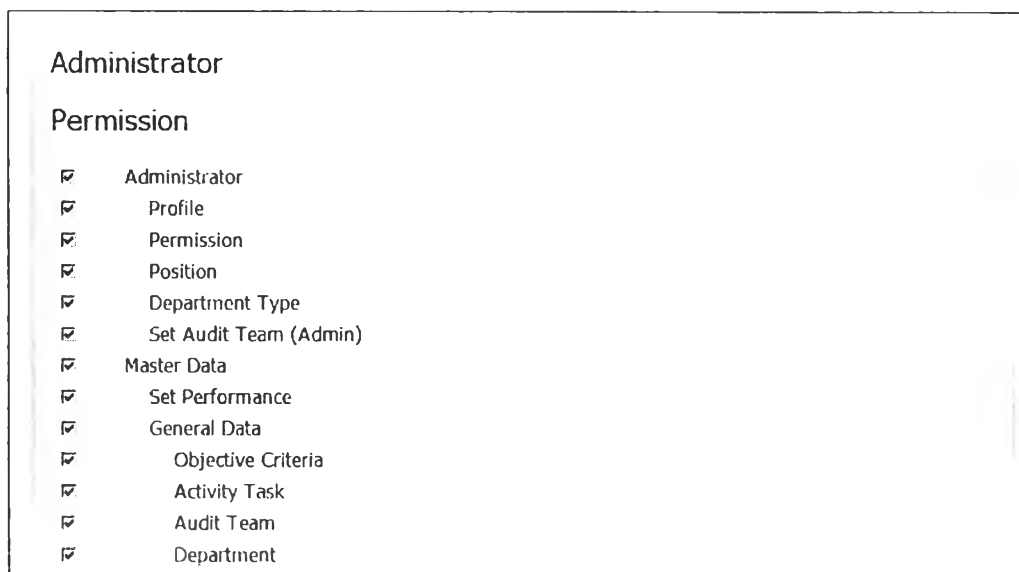 Administrator
Permission
Administrator
Profile
Permission
Position
Department Type
Set Audit Team (Admin)
Master Data
Set Performance
General Data
Objective Criteria
Activity Task
Audit Team
Department